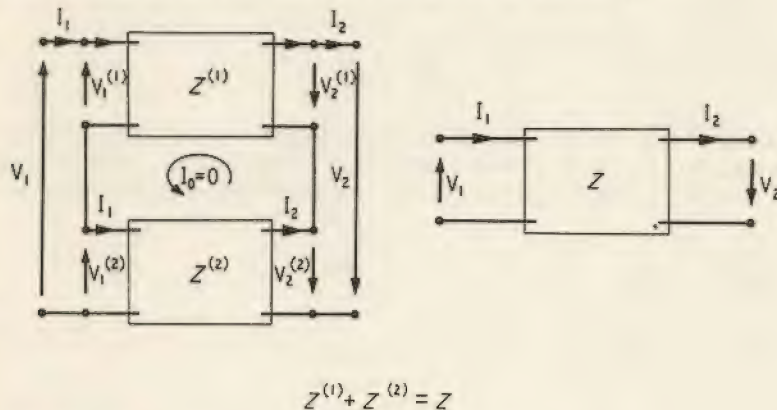 I₁ I₂
V₁⁽¹⁾ Z⁽¹⁾ V₂⁽¹⁾
V₁ I₀=0 V₂
I₁ I₂
V₁⁽²⁾ Z⁽²⁾ V₂⁽²⁾
I₁ I₂
V₁ Z V₂
Z⁽¹⁾ + Z⁽²⁾ = Z